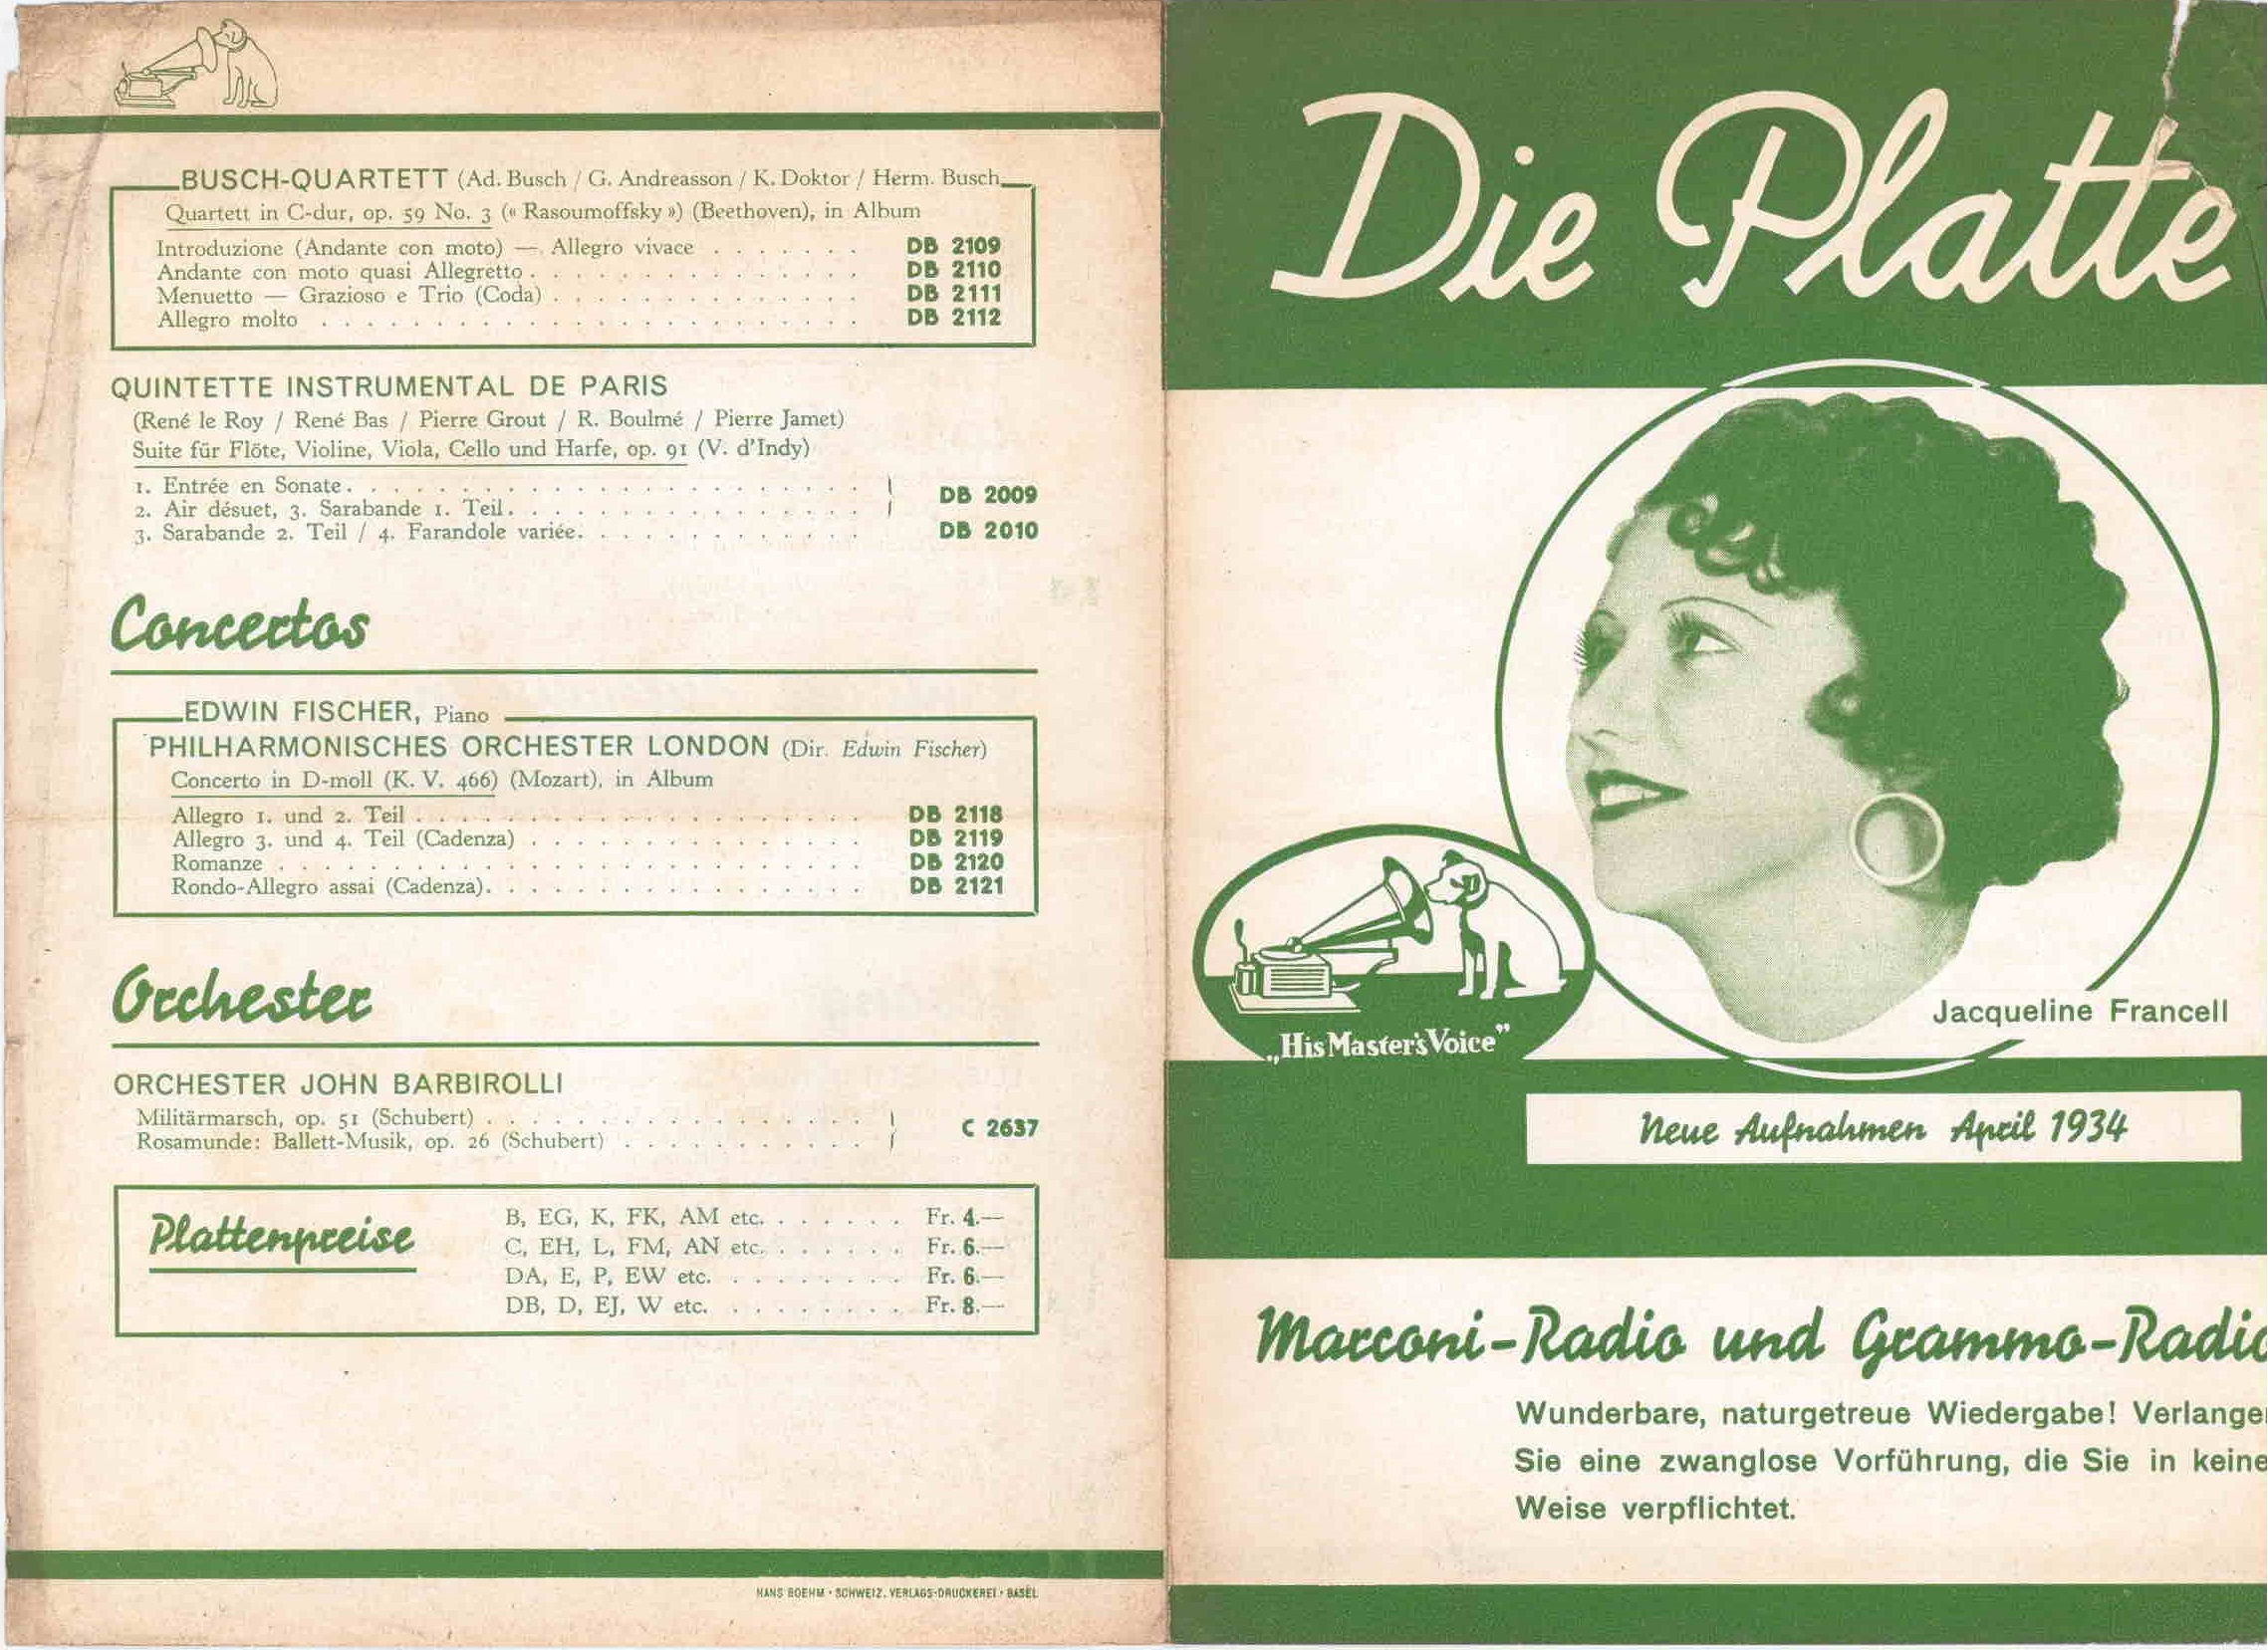 BUSCH-QUARTETT (Ad. Busch / G. Andreasson / K. Doktor / Herm. Busch
Quartett in C-dur, op. 59 No. 3 (« Rasoumoffsky ») (Beethoven), in Album
Introduzione (Andante con moto) — Allegro vivace . . . . . . . DB 2109
Andante con moto quasi Allegretto . . . . . . . . . . . . . . DB 2110
Menuetto — Grazioso e Trio (Coda) . . . . . . . . . . . . . . DB 2111
Allegro molto . . . . . . . . . . . . . . . . . . . . . . . . DB 2112
QUINTETTE INSTRUMENTAL DE PARIS
(René le Roy / René Bas / Pierre Grout / R. Boulmé / Pierre Jamet)
Suite für Flöte, Violine, Viola, Cello und Harfe, op. 91 (V. d'Indy)
1. Entrée en Sonate. . . . . . . . . . . . . . . . . . . . . .
2. Air désuet, 3. Sarabande 1. Teil. . . . . . . . . . . . . . . . DB 2009
3. Sarabande 2. Teil / 4. Farandole variée. . . . . . . . . . . . . DB 2010
Concertos
EDWIN FISCHER, Piano
PHILHARMONISCHES ORCHESTER LONDON (Dir. Edwin Fischer)
Concerto in D-moll (K. V. 466) (Mozart), in Album
Allegro 1. und 2. Teil . . . . . . . . . . . . . . . . . . . . DB 2118
Allegro 3. und 4. Teil (Cadenza) . . . . . . . . . . . . . . . DB 2119
Romanze . . . . . . . . . . . . . . . . . . . . . . . . . DB 2120
Rondo-Allegro assai (Cadenza). . . . . . . . . . . . . . . . . DB 2121
Orchester
ORCHESTER JOHN BARBIROLLI
Militärmarsch, op. 51 (Schubert) . . . . . . . . . . . . . . . . .
Rosamunde: Ballett-Musik, op. 26 (Schubert) . . . . . . . . . . . C 2637
Plattenpreise
B, EG, K, FK, AM etc. . . . . . . Fr. 4.—
C, EH, L, FM, AN etc. . . . . . . Fr. 6.—
DA, E, P, EW etc. . . . . . . . . Fr. 6.—
DB, D, EJ, W etc. . . . . . . . . Fr. 8.—
HANS BOEHM • SCHWEIZ. VERLAGS-DRUCKEREI • BASEL
Die Platte
Jacqueline Francell
„His Master's Voice”
Neue Aufnahmen April 1934
Marconi-Radio und Grammo-Radio
Wunderbare, naturgetreue Wiedergabe! Verlangen
Sie eine zwanglose Vorführung, die Sie in keine
Weise verpflichtet.